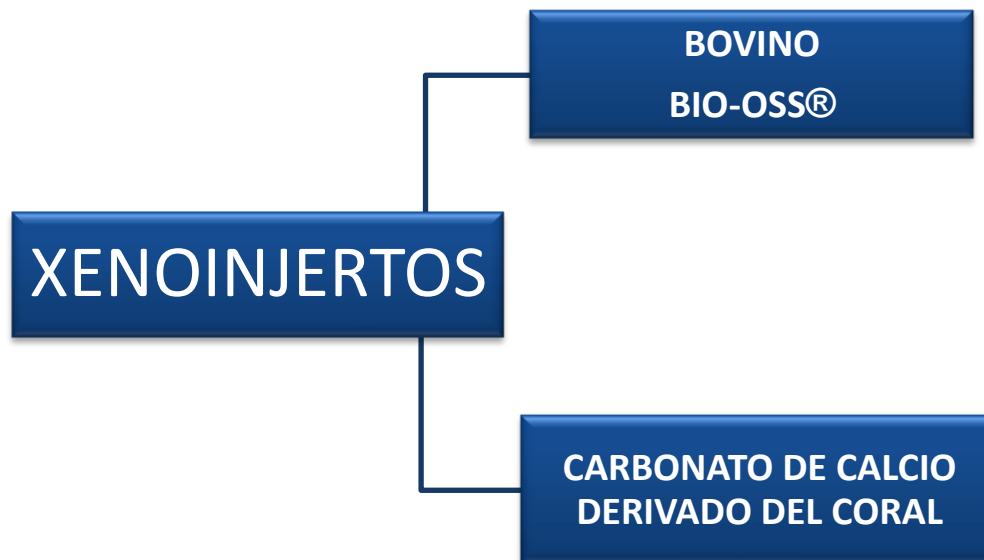 BOVINO
BIO-OSS®
XENOINJERTOS
CARBONATO DE CALCIO
DERIVADO DEL CORAL